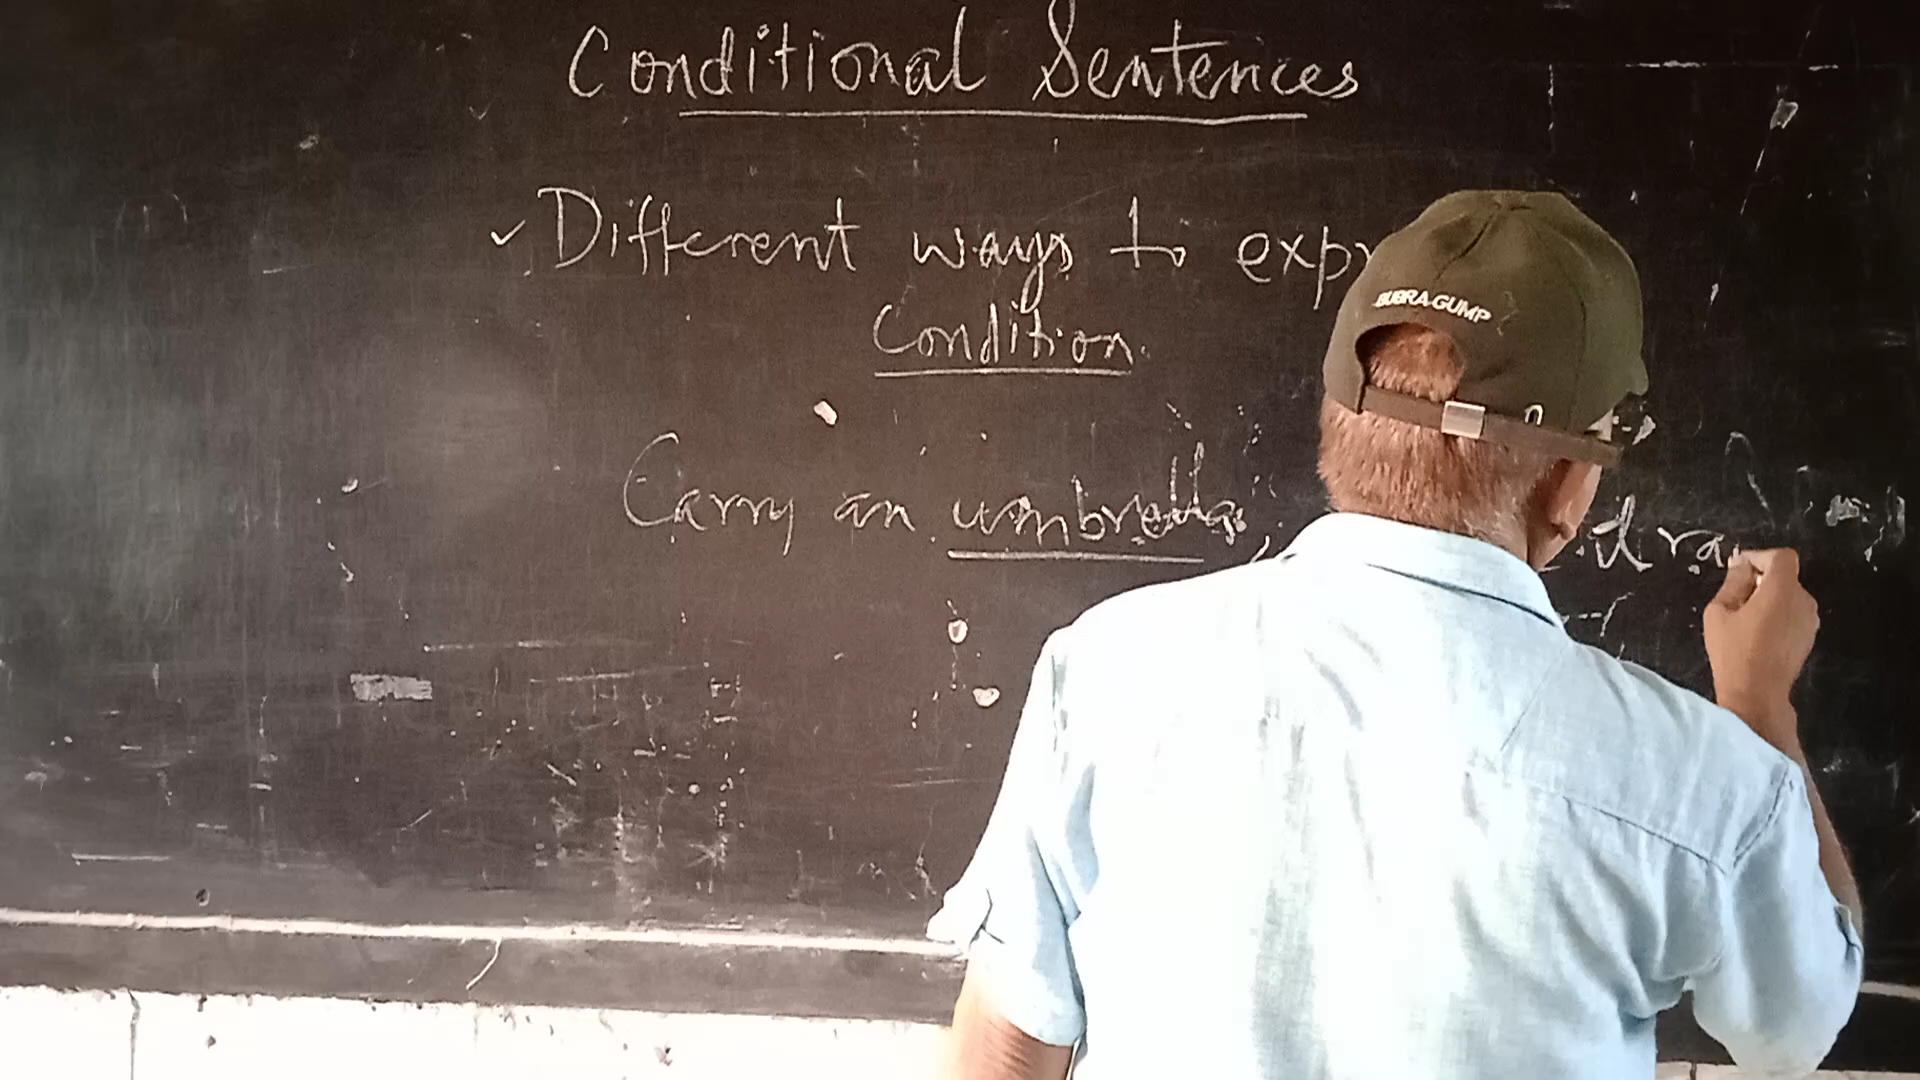 Conditional Sentences
Different ways to exp
Condition.
Carry an umbrella
BUBBA GUMP